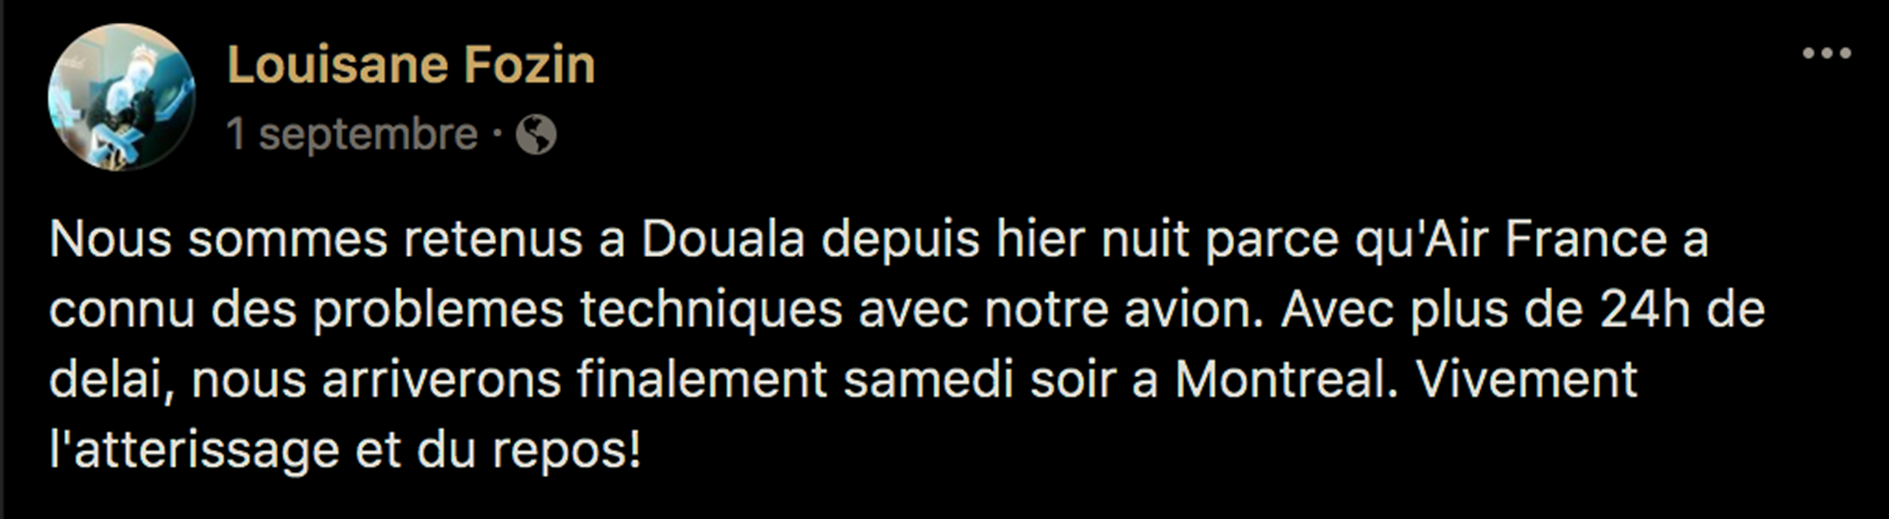 Louisane Fozin
1 septembre ·
Nous sommes retenus a Douala depuis hier nuit parce qu'Air France a
connu des problemes techniques avec notre avion. Avec plus de 24h de
delai, nous arriverons finalement samedi soir a Montreal. Vivement
l'atterissage et du repos!